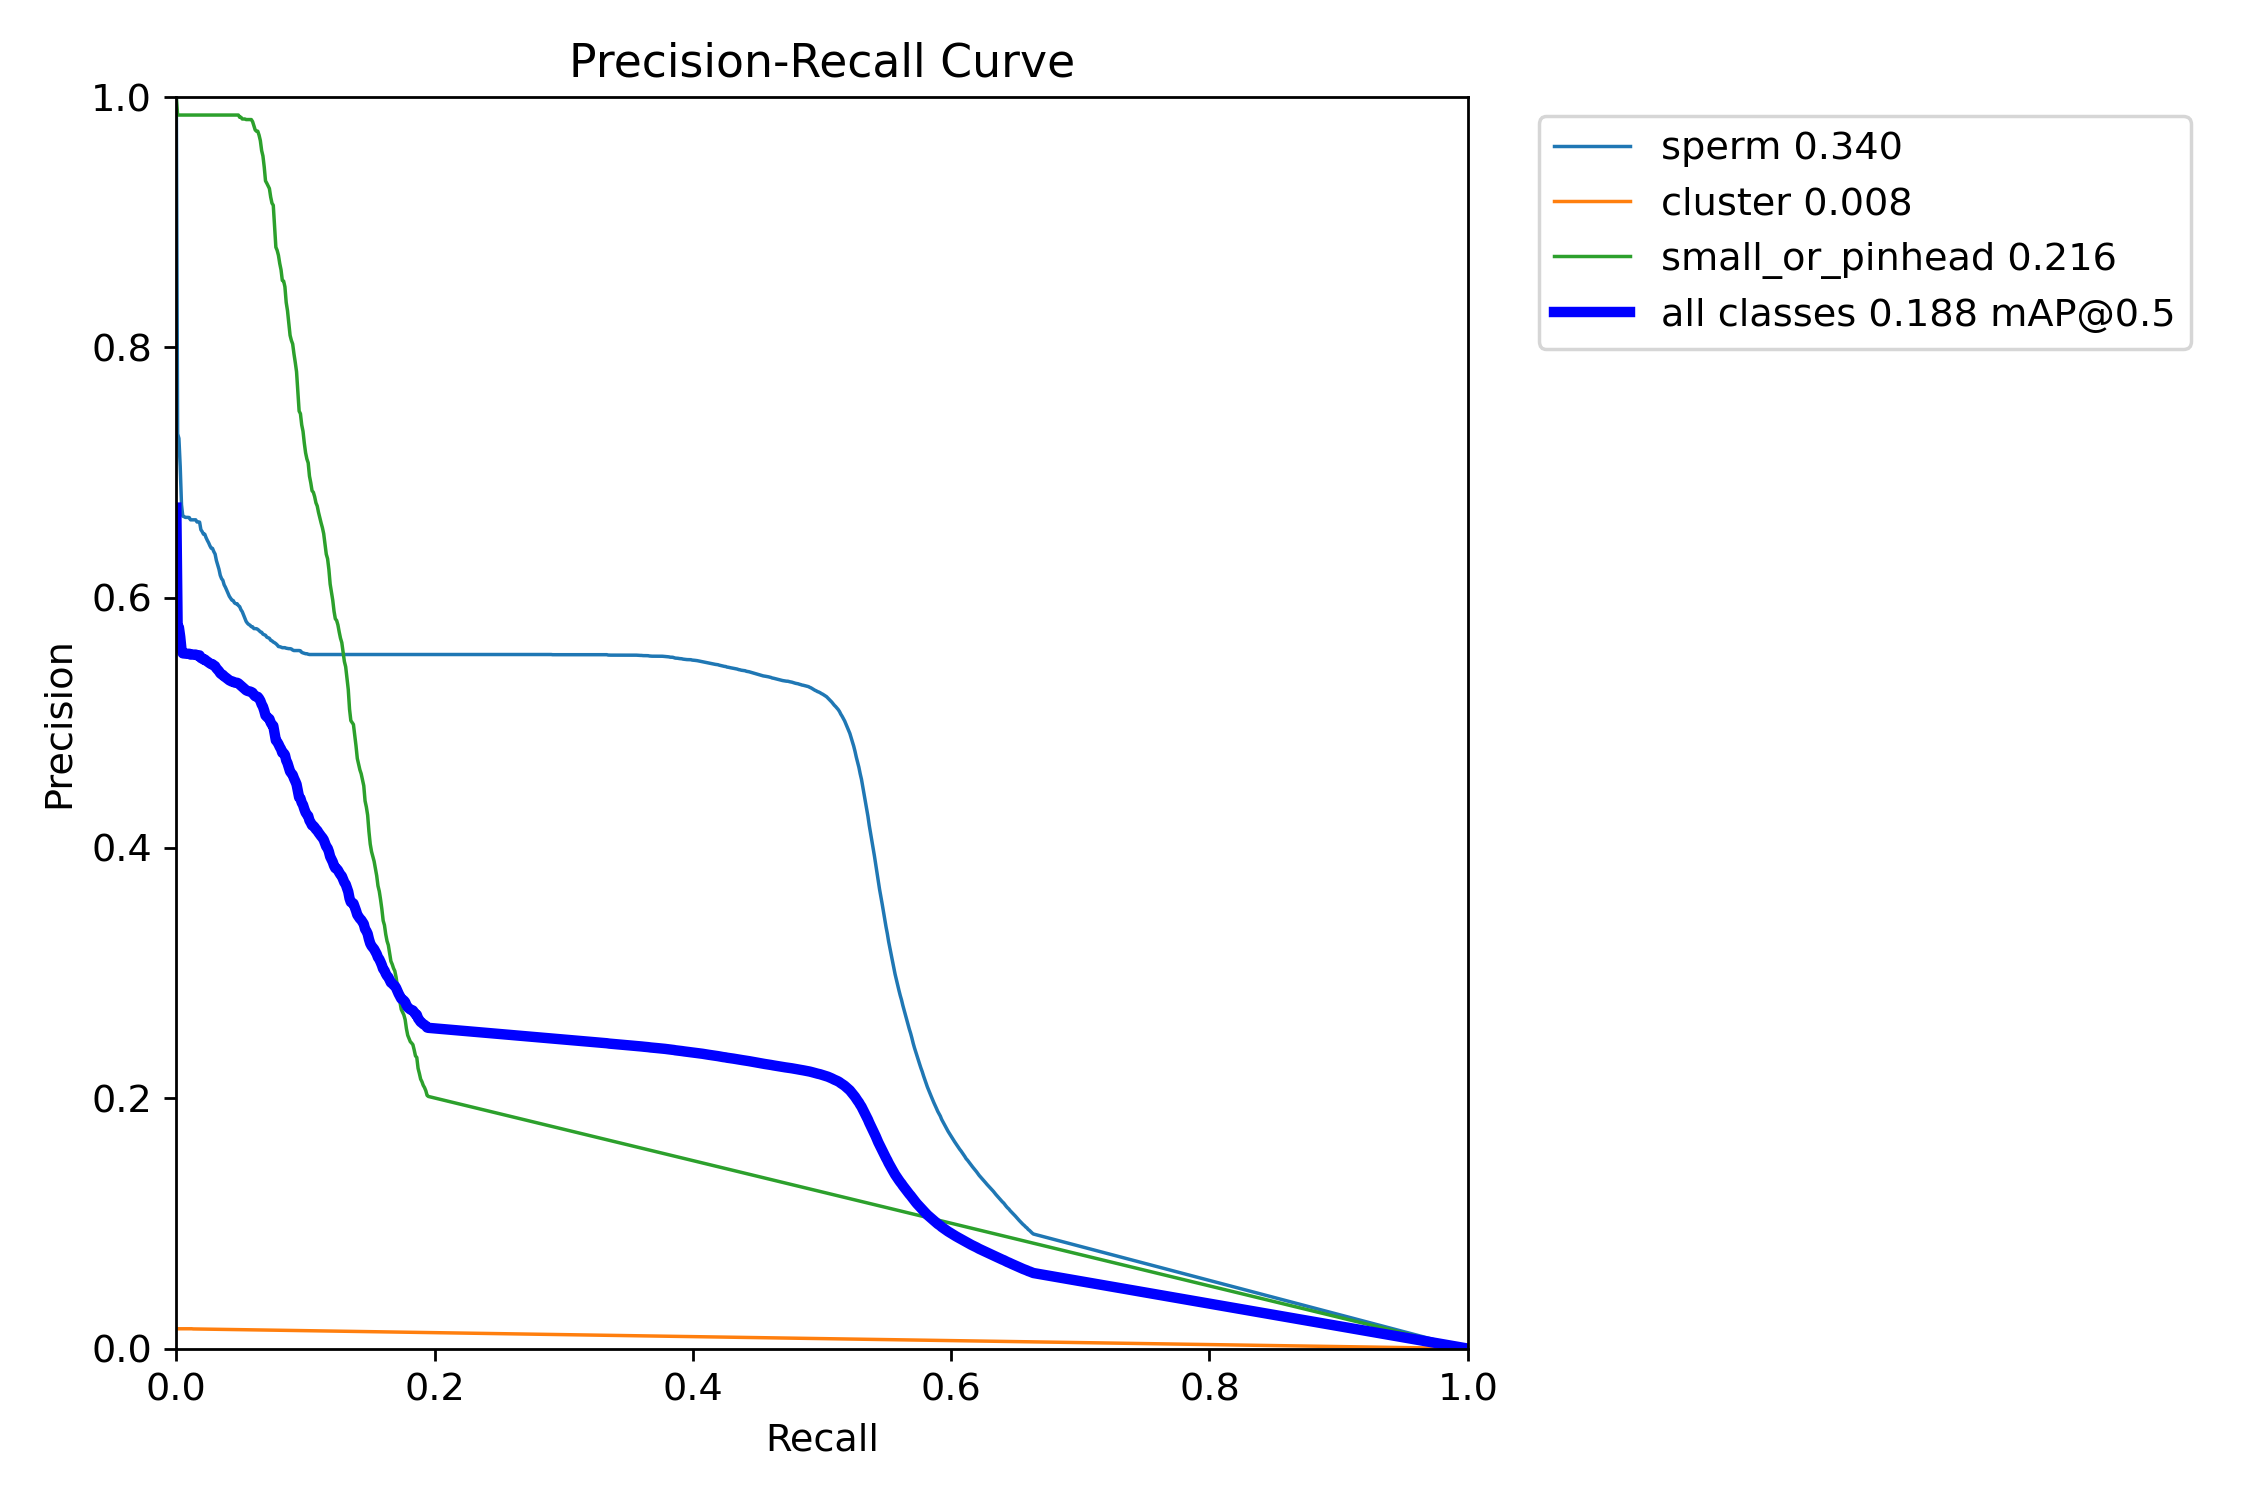 Precision-Recall Curve
1.0
0.8
0.6
0.4
0.2
0.0
Precision
0.0 0.2 0.4 0.6 0.8 1.0
Recall
sperm 0.340
cluster 0.008
small_or_pinhead 0.216
all classes 0.188 mAP@0.5